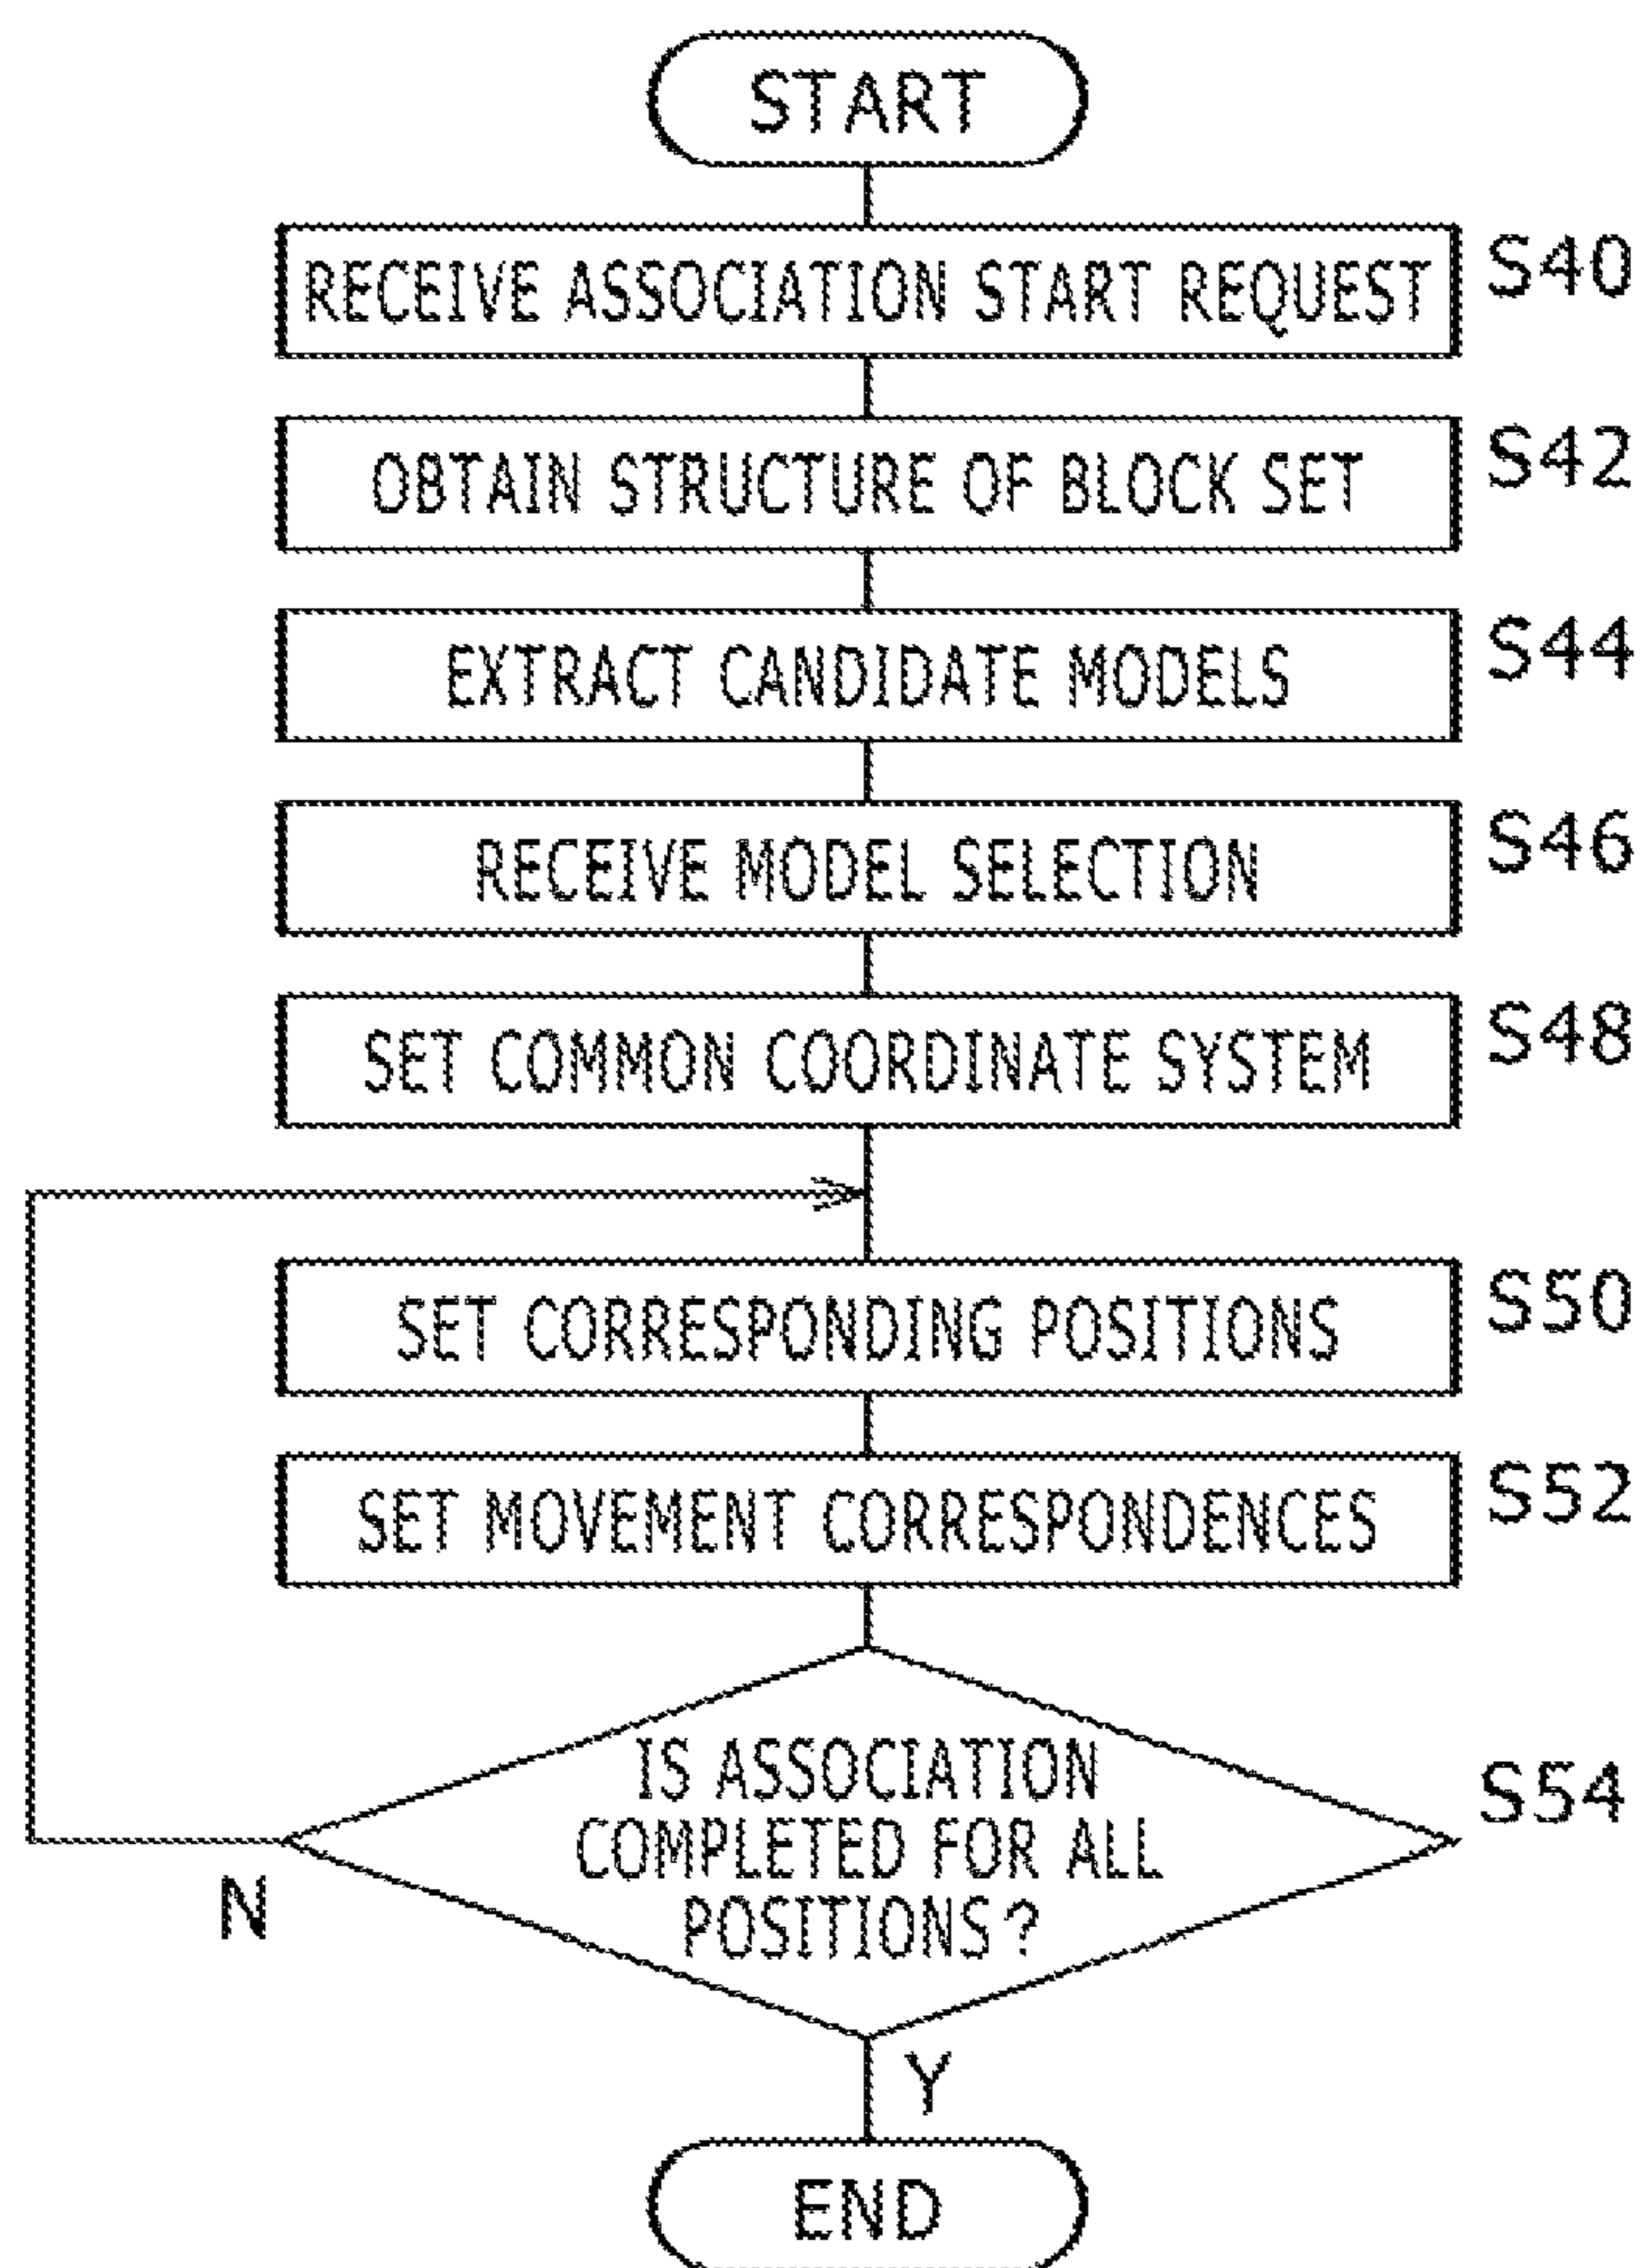 START
RECEIVE ASSOCIATION START REQUEST S40
OBTAIN STRUCTURE OF BLOCK SET S42
EXTRACT CANDIDATE MODELS S44
RECEIVE MODEL SELECTION S46
SET COMMON COORDINATE SYSTEM S48
SET CORRESPONDING POSITIONS S50
SET MOVEMENT CORRESPONDENCES S52
IS ASSOCIATION
COMPLETED FOR ALL
POSITIONS?
S54
N
Y
END